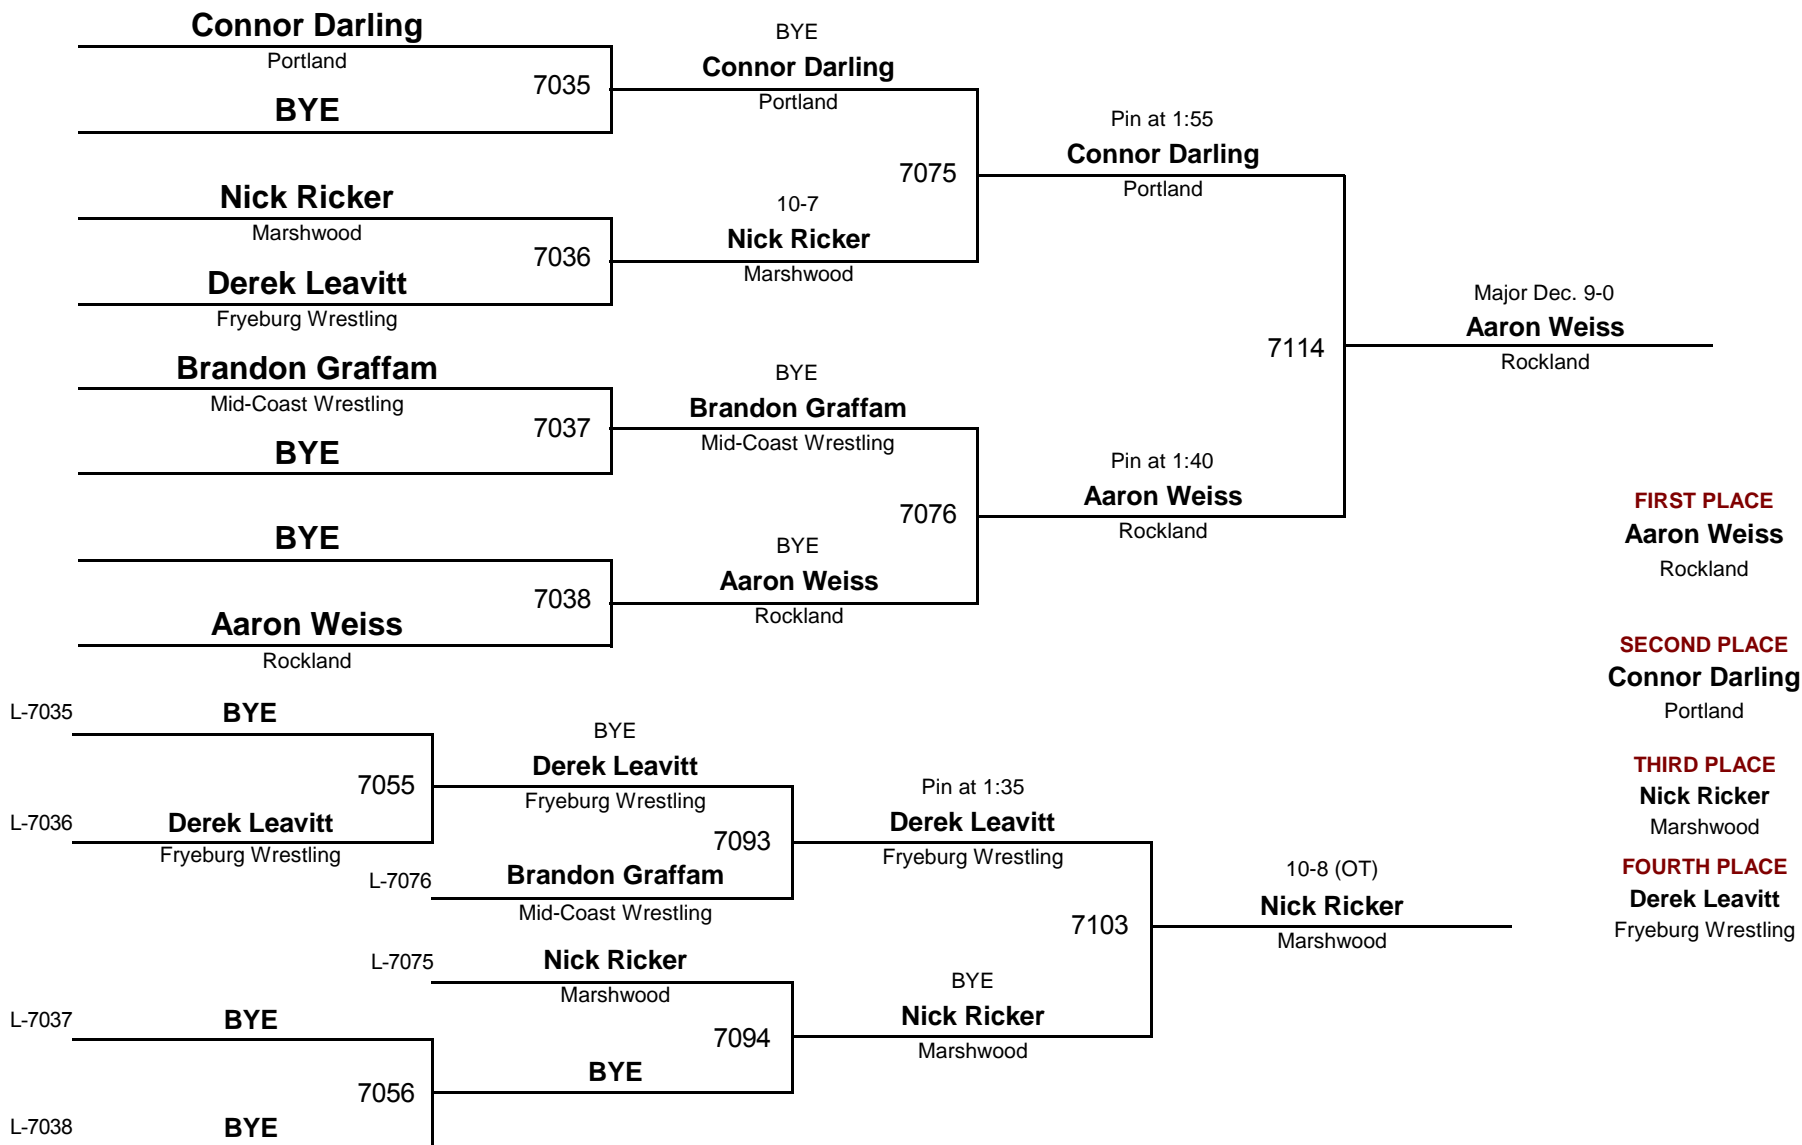 Connor Darling
Portland
7035
BYE
BYE
Connor Darling
Portland
Nick Ricker
Marshwood
7036
Derek Leavitt
Fryeburg Wrestling
10-7
Nick Ricker
Marshwood
7075
Pin at 1:55
Connor Darling
Portland
Brandon Graffam
Mid-Coast Wrestling
7037
BYE
BYE
Brandon Graffam
Mid-Coast Wrestling
BYE
7038
Aaron Weiss
Rockland
BYE
Aaron Weiss
Rockland
7076
Pin at 1:40
Aaron Weiss
Rockland
7114
Major Dec. 9-0
Aaron Weiss
Rockland
FIRST PLACE
Aaron Weiss
Rockland
SECOND PLACE
Connor Darling
Portland
THIRD PLACE
Nick Ricker
Marshwood
FOURTH PLACE
Derek Leavitt
Fryeburg Wrestling
L-7035
BYE
7055
L-7036
Derek Leavitt
Fryeburg Wrestling
BYE
Derek Leavitt
Fryeburg Wrestling
7093
L-7076
Brandon Graffam
Mid-Coast Wrestling
Pin at 1:35
Derek Leavitt
Fryeburg Wrestling
L-7075
Nick Ricker
Marshwood
7094
BYE
L-7037
BYE
7056
L-7038
BYE
BYE
Nick Ricker
Marshwood
7103
10-8 (OT)
Nick Ricker
Marshwood